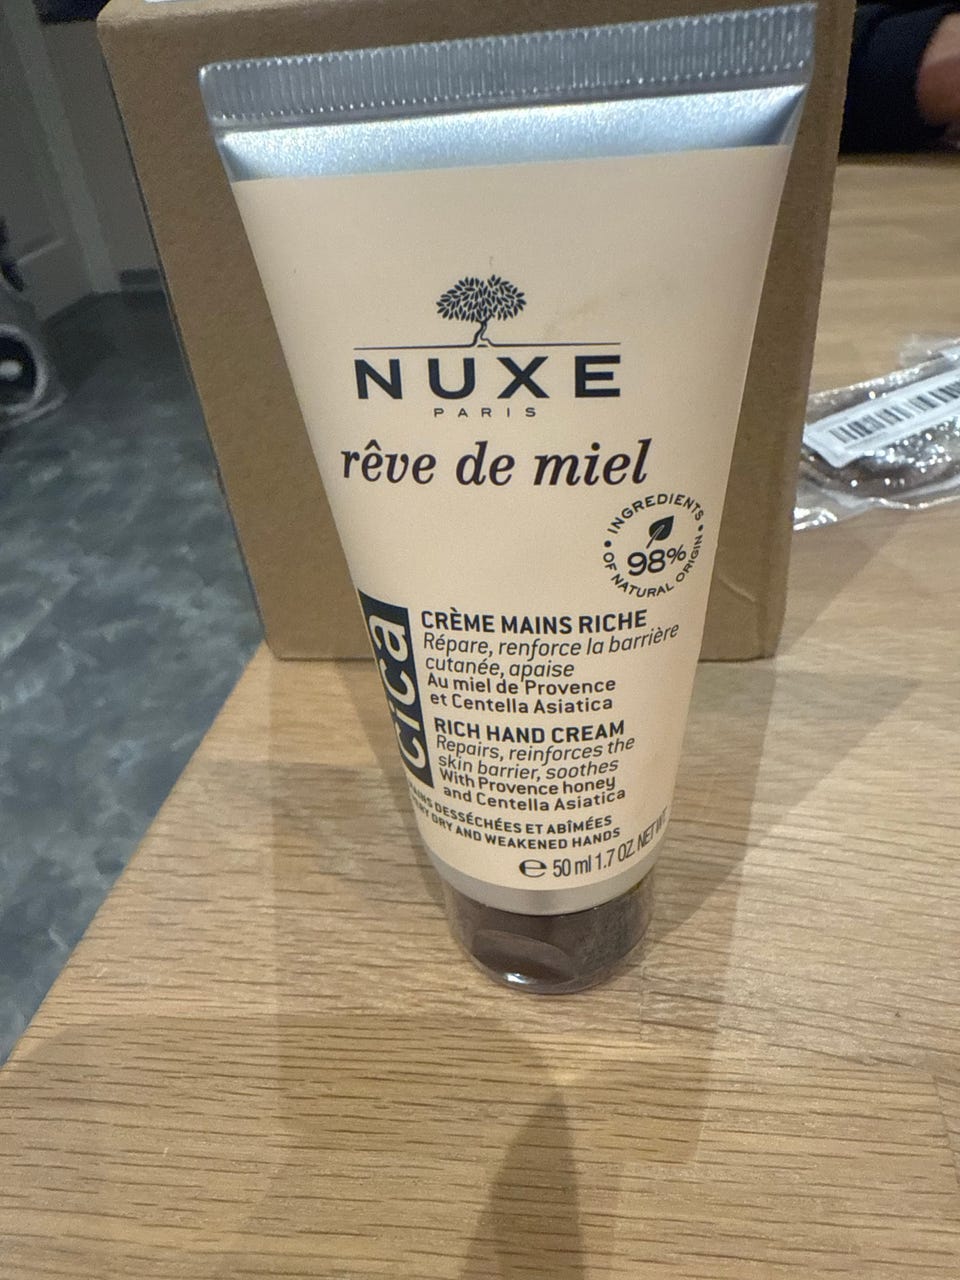 NUXE
PARIS
rêve de miel
• INGREDIENTS •
98%
OF NATURAL ORIGIN
cica
CRÈME MAINS RICHE
Répare, renforce la barrière
cutanée, apaise
Au miel de Provence
et Centella Asiatica
RICH HAND CREAM
Repairs, reinforces the
skin barrier, soothes
With Provence honey
and Centella Asiatica
DESSÉCHÉES ET ABÎMÉES
DRY AND WEAKENED HANDS
e 50 ml 1.7 OZ. NET WT.